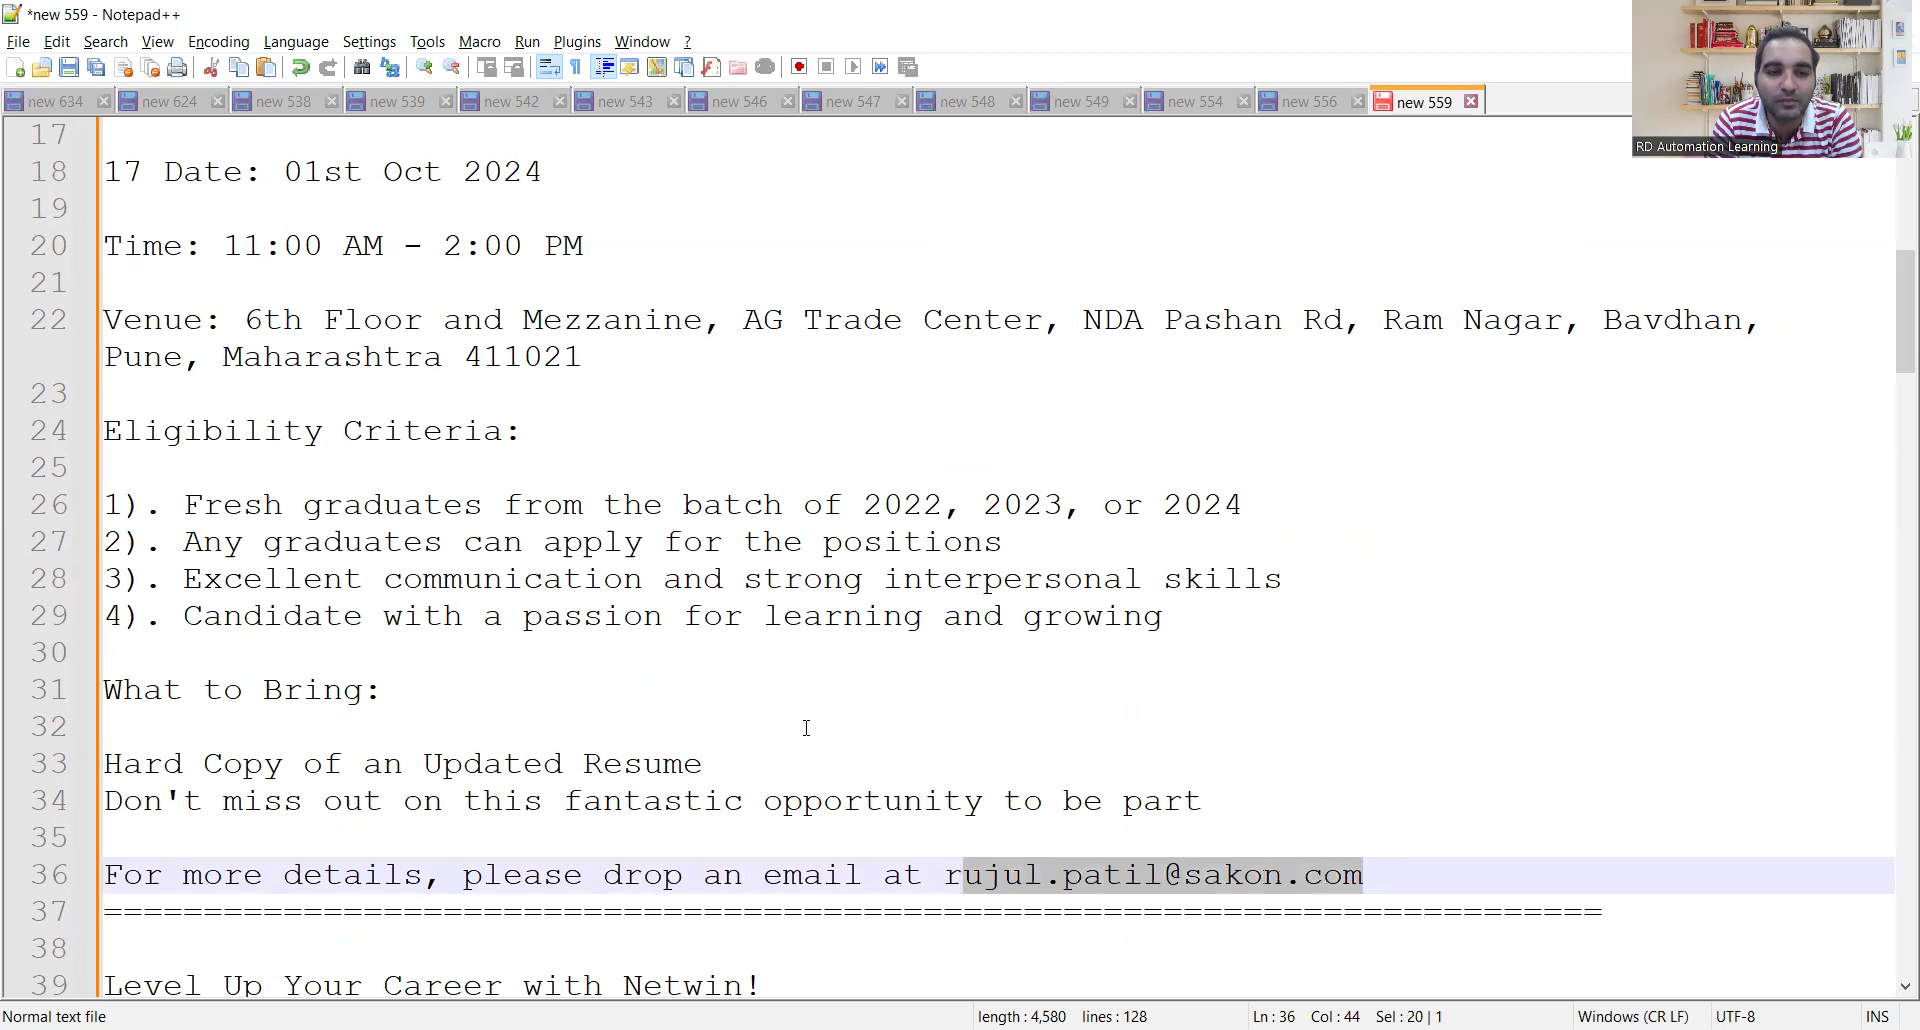 *new 559 - Notepad++
File Edit Search View Encoding Language Settings Tools Macro Run Plugins Window ?
new 634 new 624 new 538 new 539 new 542 new 543 new 546 new 547 new 548 new 549 new 554 new 556 new 559
RD Automation Learning
17
18 17 Date: 01st Oct 2024
19
20 Time: 11:00 AM - 2:00 PM
21
22 Venue: 6th Floor and Mezzanine, AG Trade Center, NDA Pashan Rd, Ram Nagar, Bavdhan,
Pune, Maharashtra 411021
23
24 Eligibility Criteria:
25
26 1). Fresh graduates from the batch of 2022, 2023, or 2024
27 2). Any graduates can apply for the positions
28 3). Excellent communication and strong interpersonal skills
29 4). Candidate with a passion for learning and growing
30
31 What to Bring:
32
33 Hard Copy of an Updated Resume
34 Don't miss out on this fantastic opportunity to be part
35
36 For more details, please drop an email at rujul.patil@sakon.com
37 ===========================================================================
38
39 Level Up Your Career with Netwin!
Normal text file length : 4,580 lines : 128 Ln : 36 Col : 44 Sel : 20 | 1 Windows (CR LF) UTF-8 INS